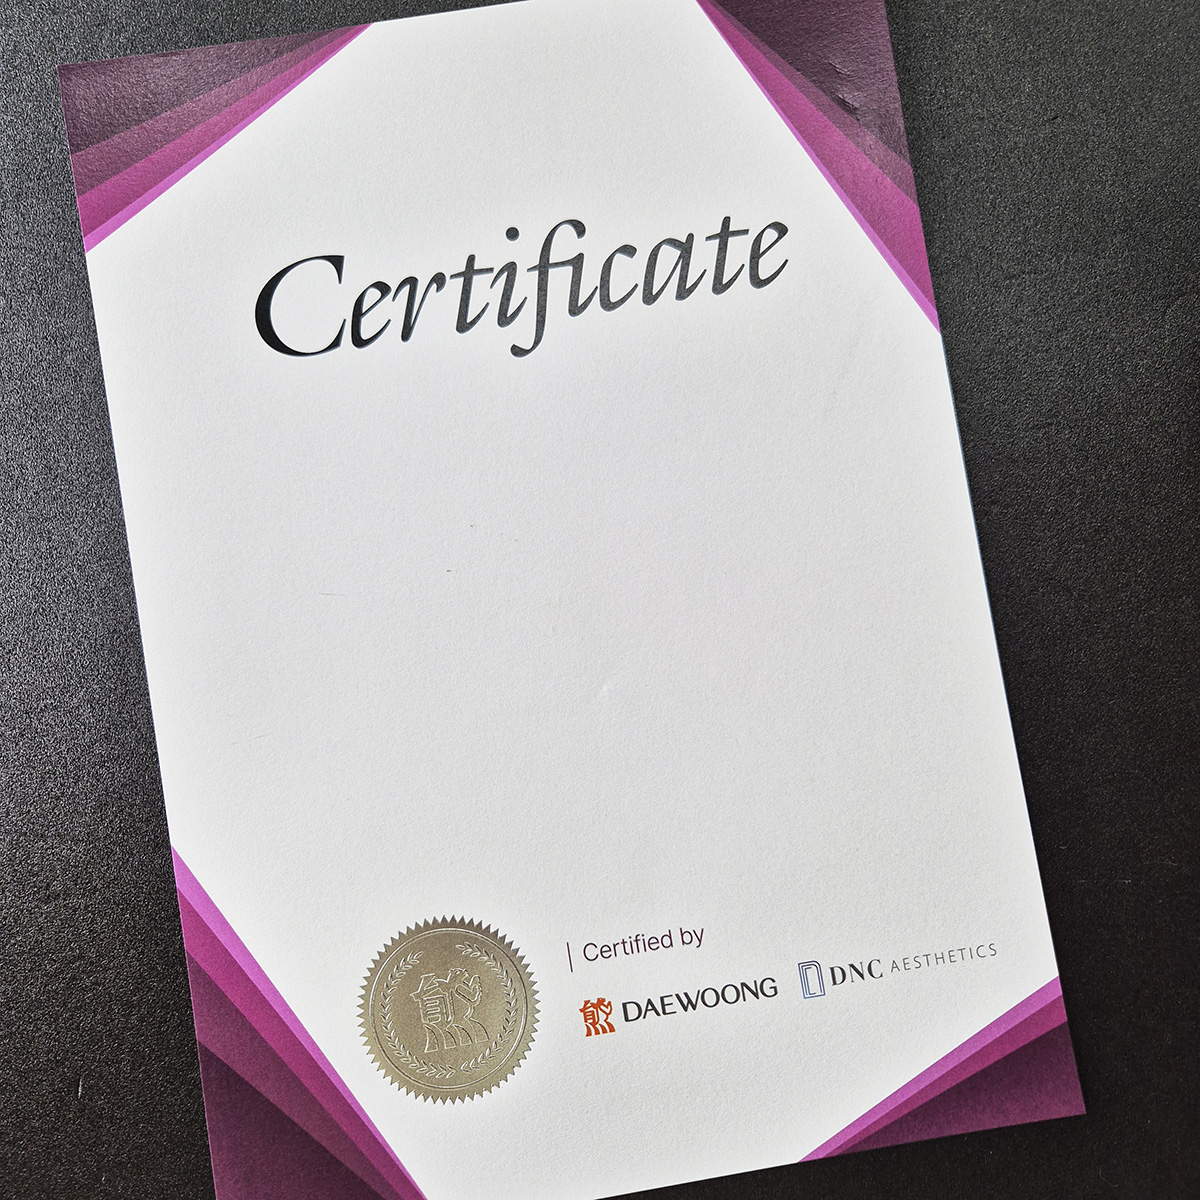 Certificate
Certified by
DAEWOONG DNC AESTHETICS